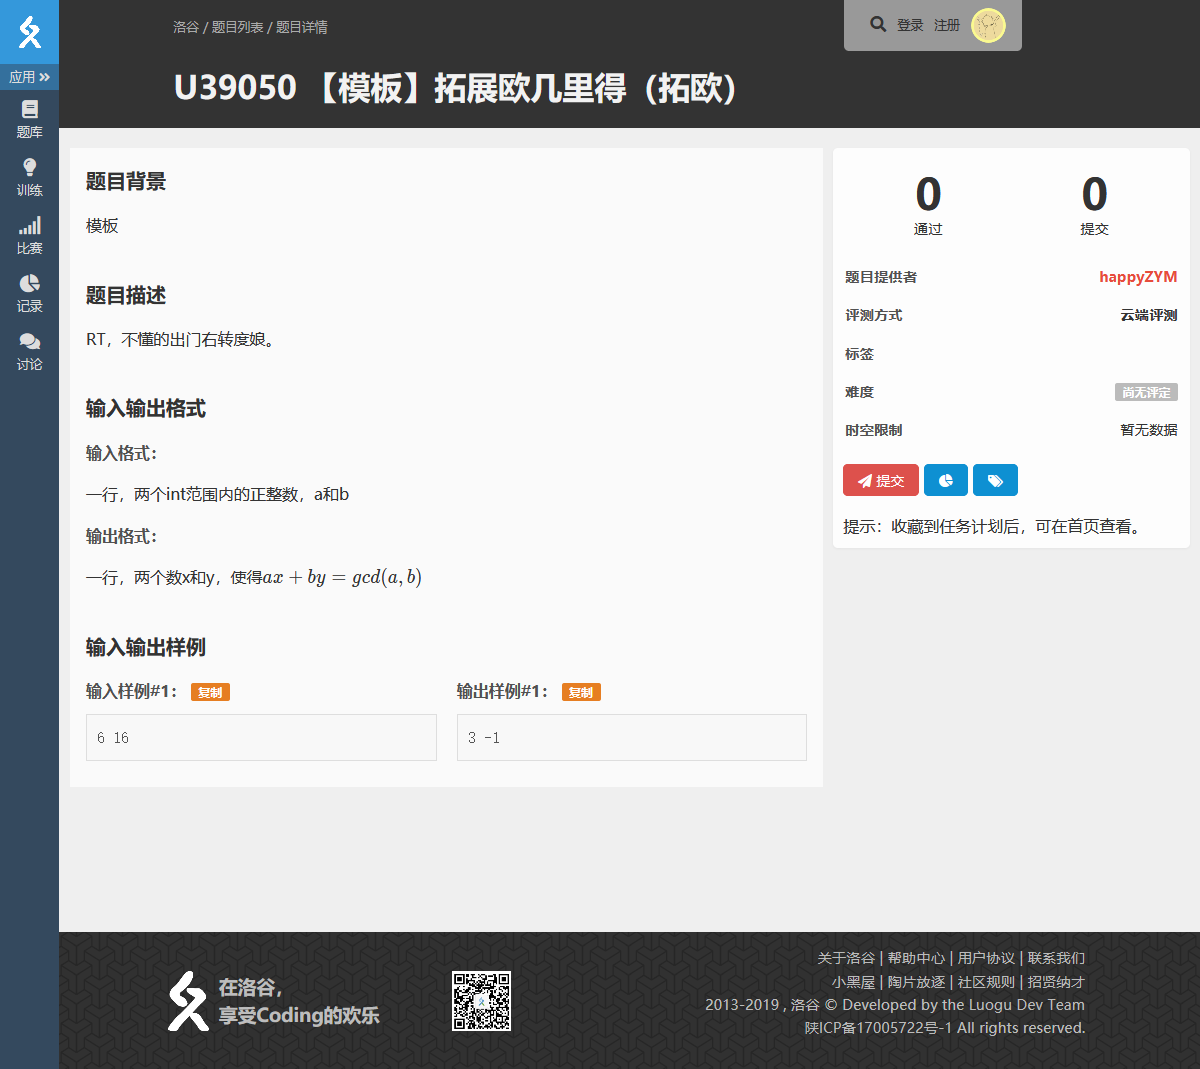 洛谷 / 题目列表 / 题目详情
登录 注册
U39050 【模板】拓展欧几里得（拓欧）
应用
题库
训练
比赛
记录
讨论
题目背景
模板
题目描述
RT，不懂的出门右转度娘。
输入输出格式
输入格式：
一行，两个int范围内的正整数，a和b
输出格式：
一行，两个数x和y，使得ax + by = gcd(a, b)
输入输出样例
输入样例#1： 复制
6 16
输出样例#1： 复制
3 -1
0
通过
0
提交
题目提供者 happyZYM
评测方式 云端评测
标签
难度 尚无评定
时空限制 暂无数据
提交
提示：收藏到任务计划后，可在首页查看。
在洛谷，
享受Coding的欢乐
关于洛谷 | 帮助中心 | 用户协议 | 联系我们
小黑屋 | 陶片放逐 | 社区规则 | 招贤纳才
2013-2019 , 洛谷 © Developed by the Luogu Dev Team
陕ICP备17005722号-1 All rights reserved.